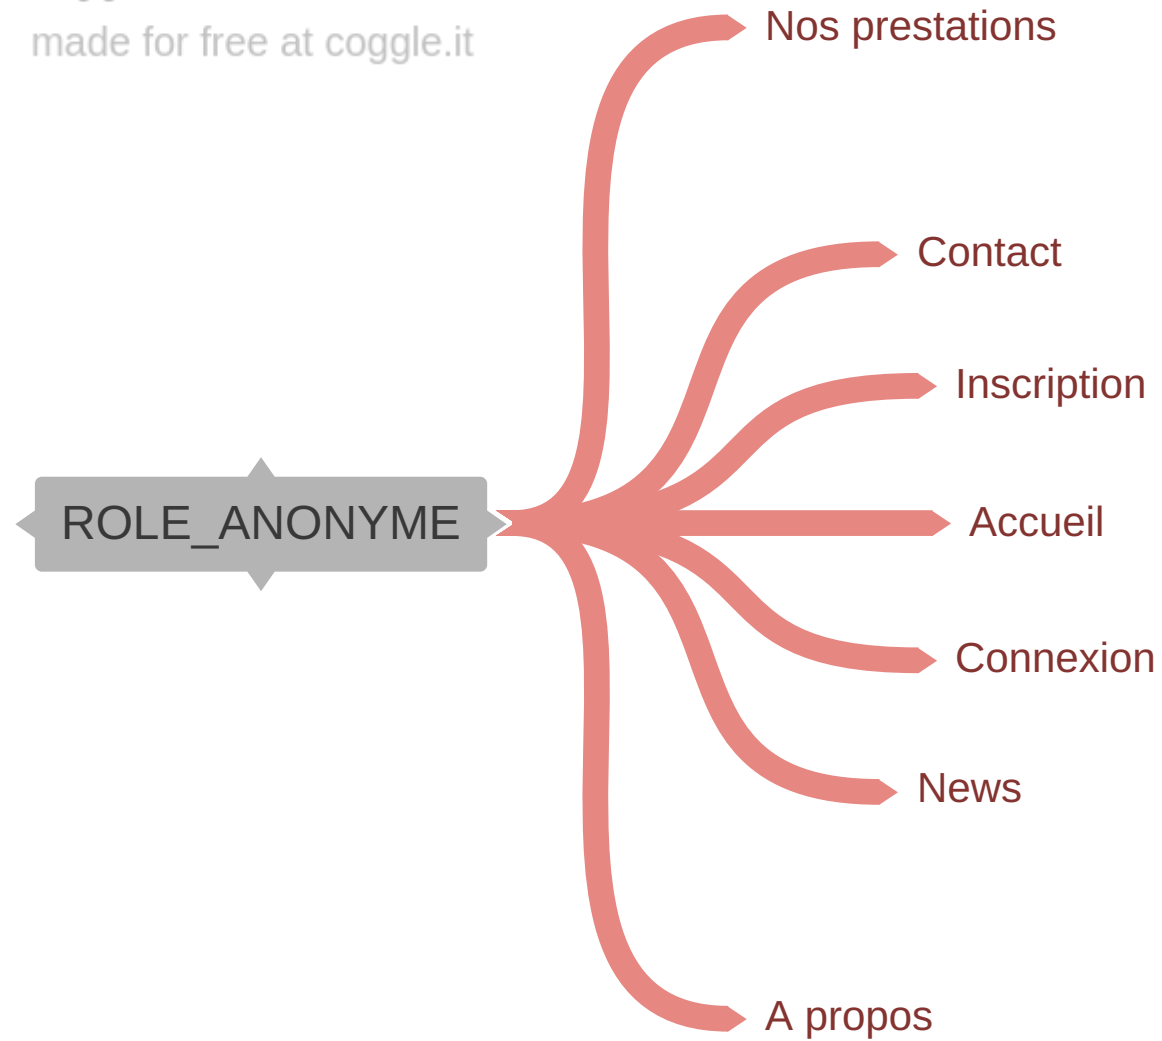 made for free at coggle.it
Nos prestations
Contact
Inscription
ROLE_ANONYME
Accueil
Connexion
News
A propos